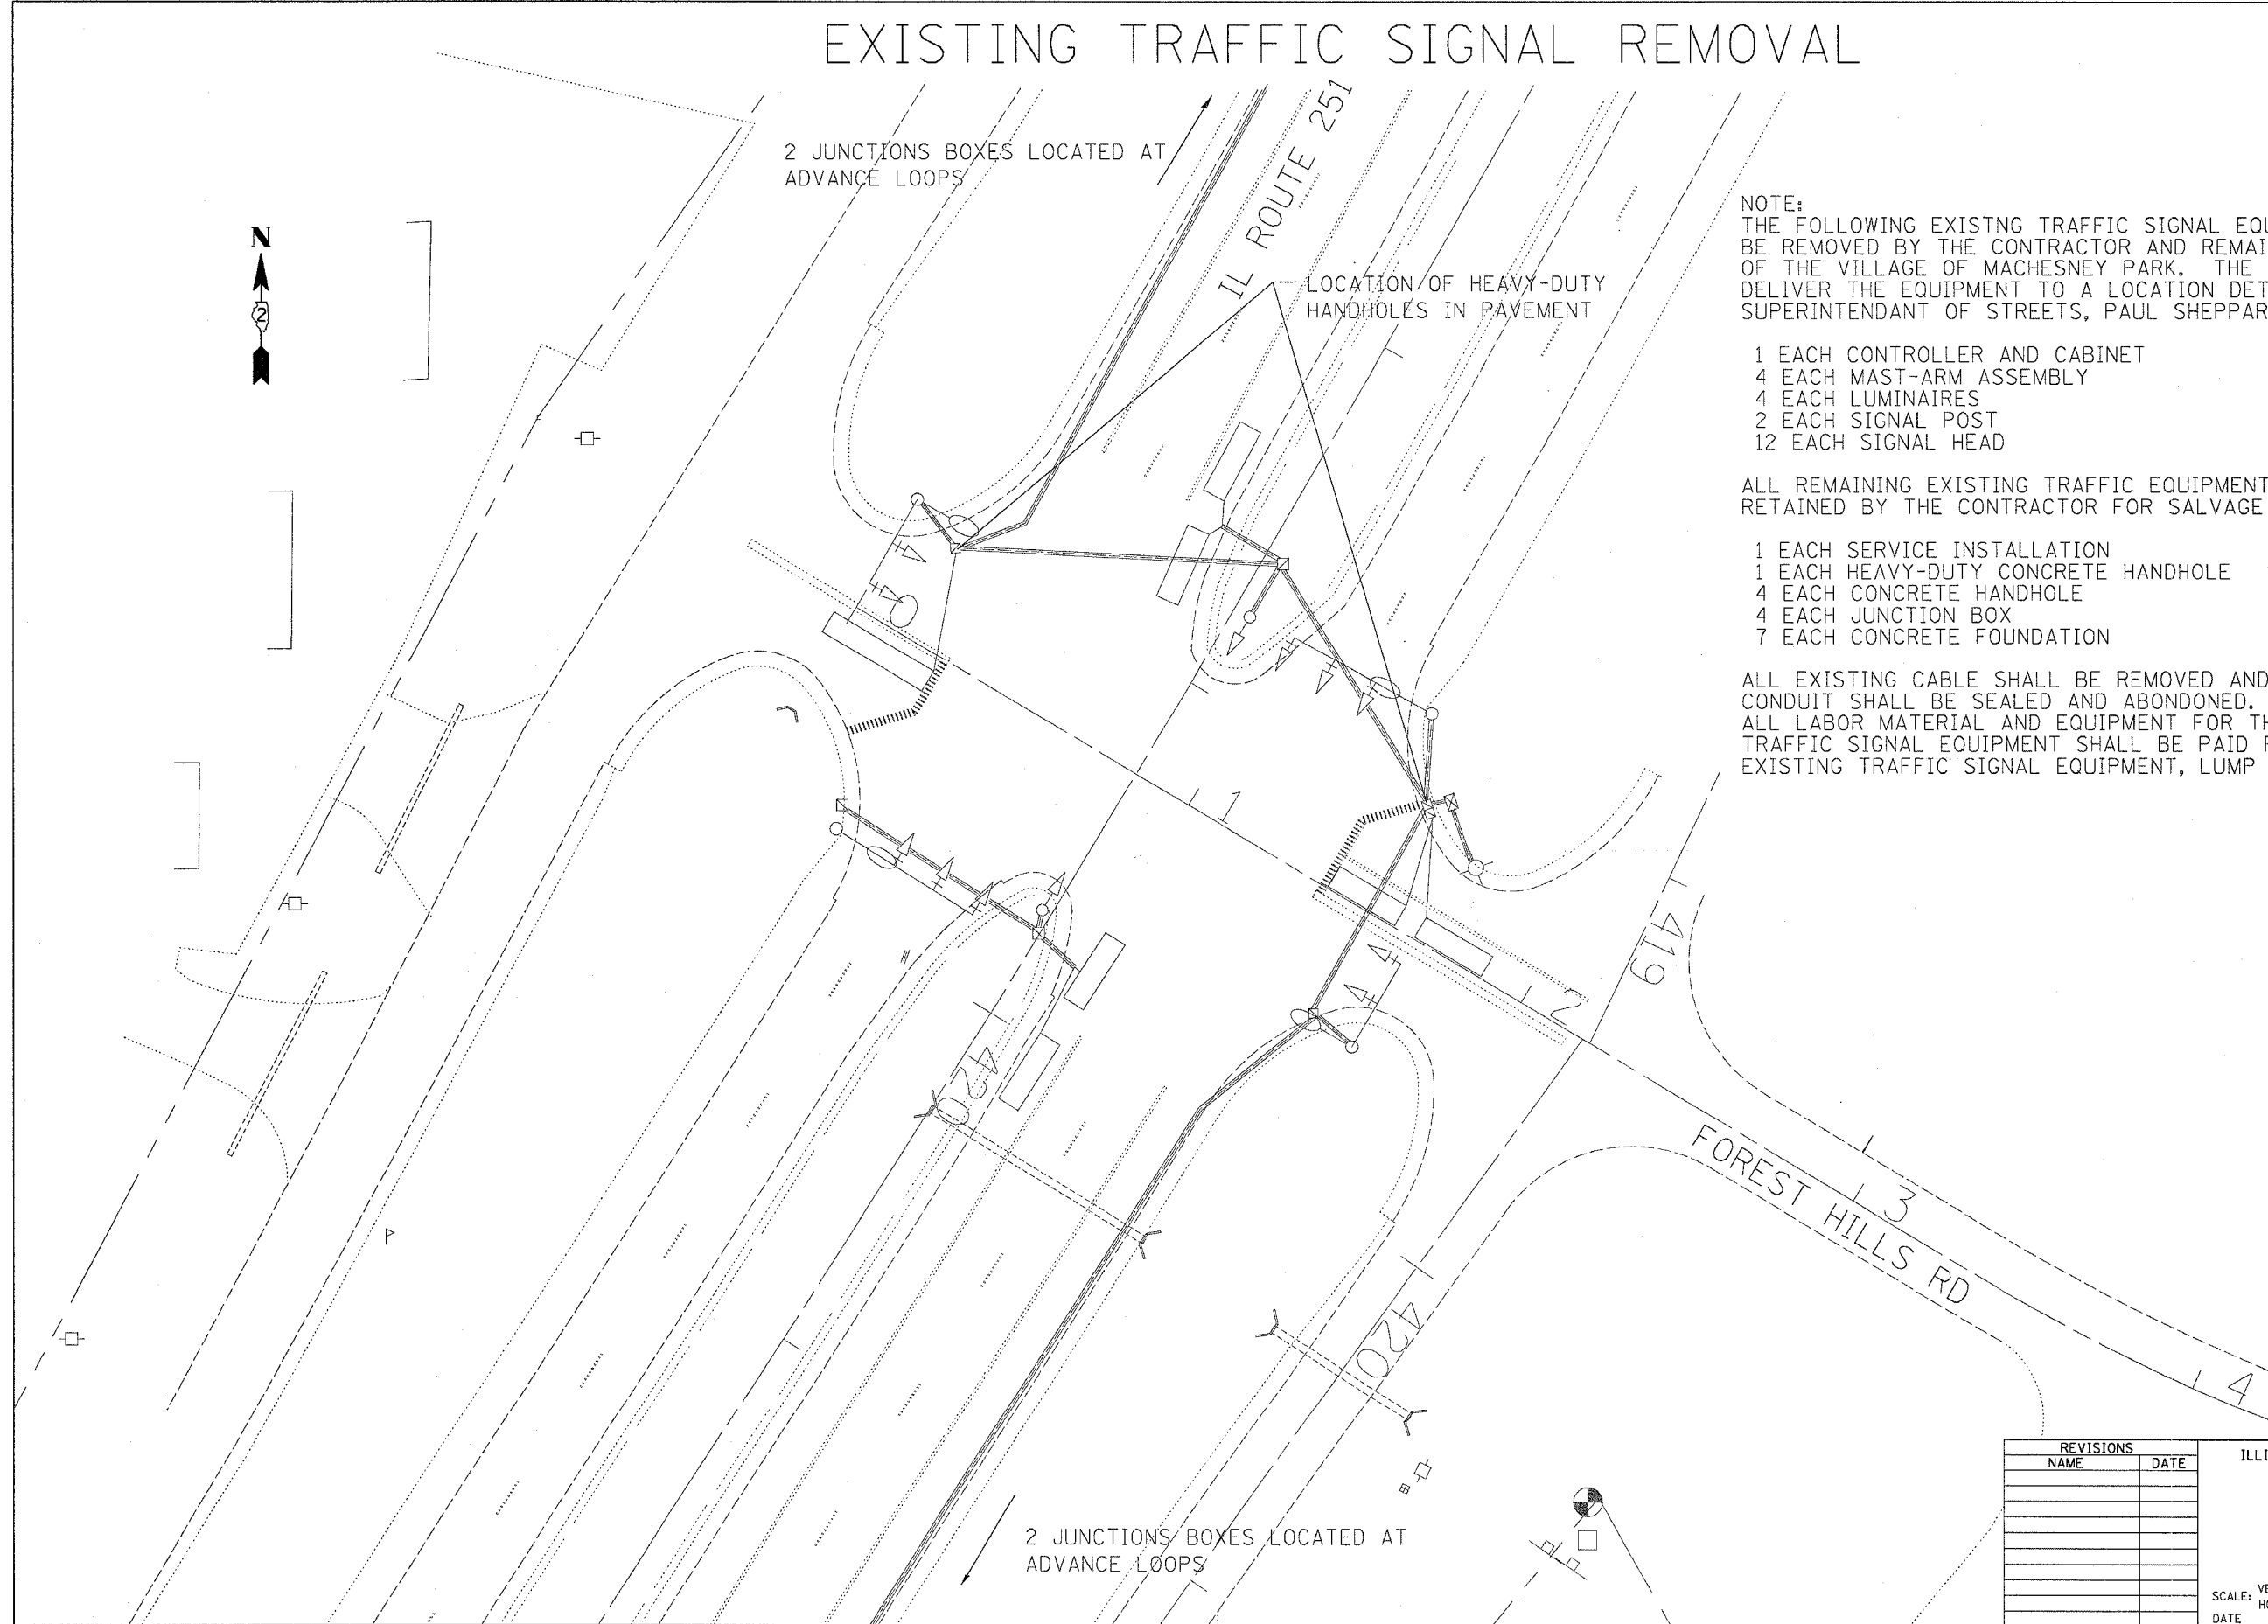 EXISTING TRAFFIC SIGNAL REMOVAL
2 JUNCTIONS BOXES LOCATED AT
ADVANCE LOOPS
IL ROUTE 251
N
2
LOCATION OF HEAVY-DUTY
HANDHOLES IN PAVEMENT
NOTE:
THE FOLLOWING EXISTNG TRAFFIC SIGNAL EQU
BE REMOVED BY THE CONTRACTOR AND REMAI
OF THE VILLAGE OF MACHESNEY PARK. THE
DELIVER THE EQUIPMENT TO A LOCATION DET
SUPERINTENDANT OF STREETS, PAUL SHEPPAR
1 EACH CONTROLLER AND CABINET
4 EACH MAST-ARM ASSEMBLY
4 EACH LUMINAIRES
2 EACH SIGNAL POST
12 EACH SIGNAL HEAD
ALL REMAINING EXISTING TRAFFIC EQUIPMENT
RETAINED BY THE CONTRACTOR FOR SALVAGE
1 EACH SERVICE INSTALLATION
1 EACH HEAVY-DUTY CONCRETE HANDHOLE
4 EACH CONCRETE HANDHOLE
4 EACH JUNCTION BOX
7 EACH CONCRETE FOUNDATION
ALL EXISTING CABLE SHALL BE REMOVED AND
CONDUIT SHALL BE SEALED AND ABONDONED.
ALL LABOR MATERIAL AND EQUIPMENT FOR TH
TRAFFIC SIGNAL EQUIPMENT SHALL BE PAID F
EXISTING TRAFFIC SIGNAL EQUIPMENT, LUMP
1
419
2
420
FOREST HILLS RD
3
420
4
2 JUNCTIONS BOXES LOCATED AT
ADVANCE LOOPS
REVISIONS
NAME DATE
ILLI
SCALE: VE
H
DATE